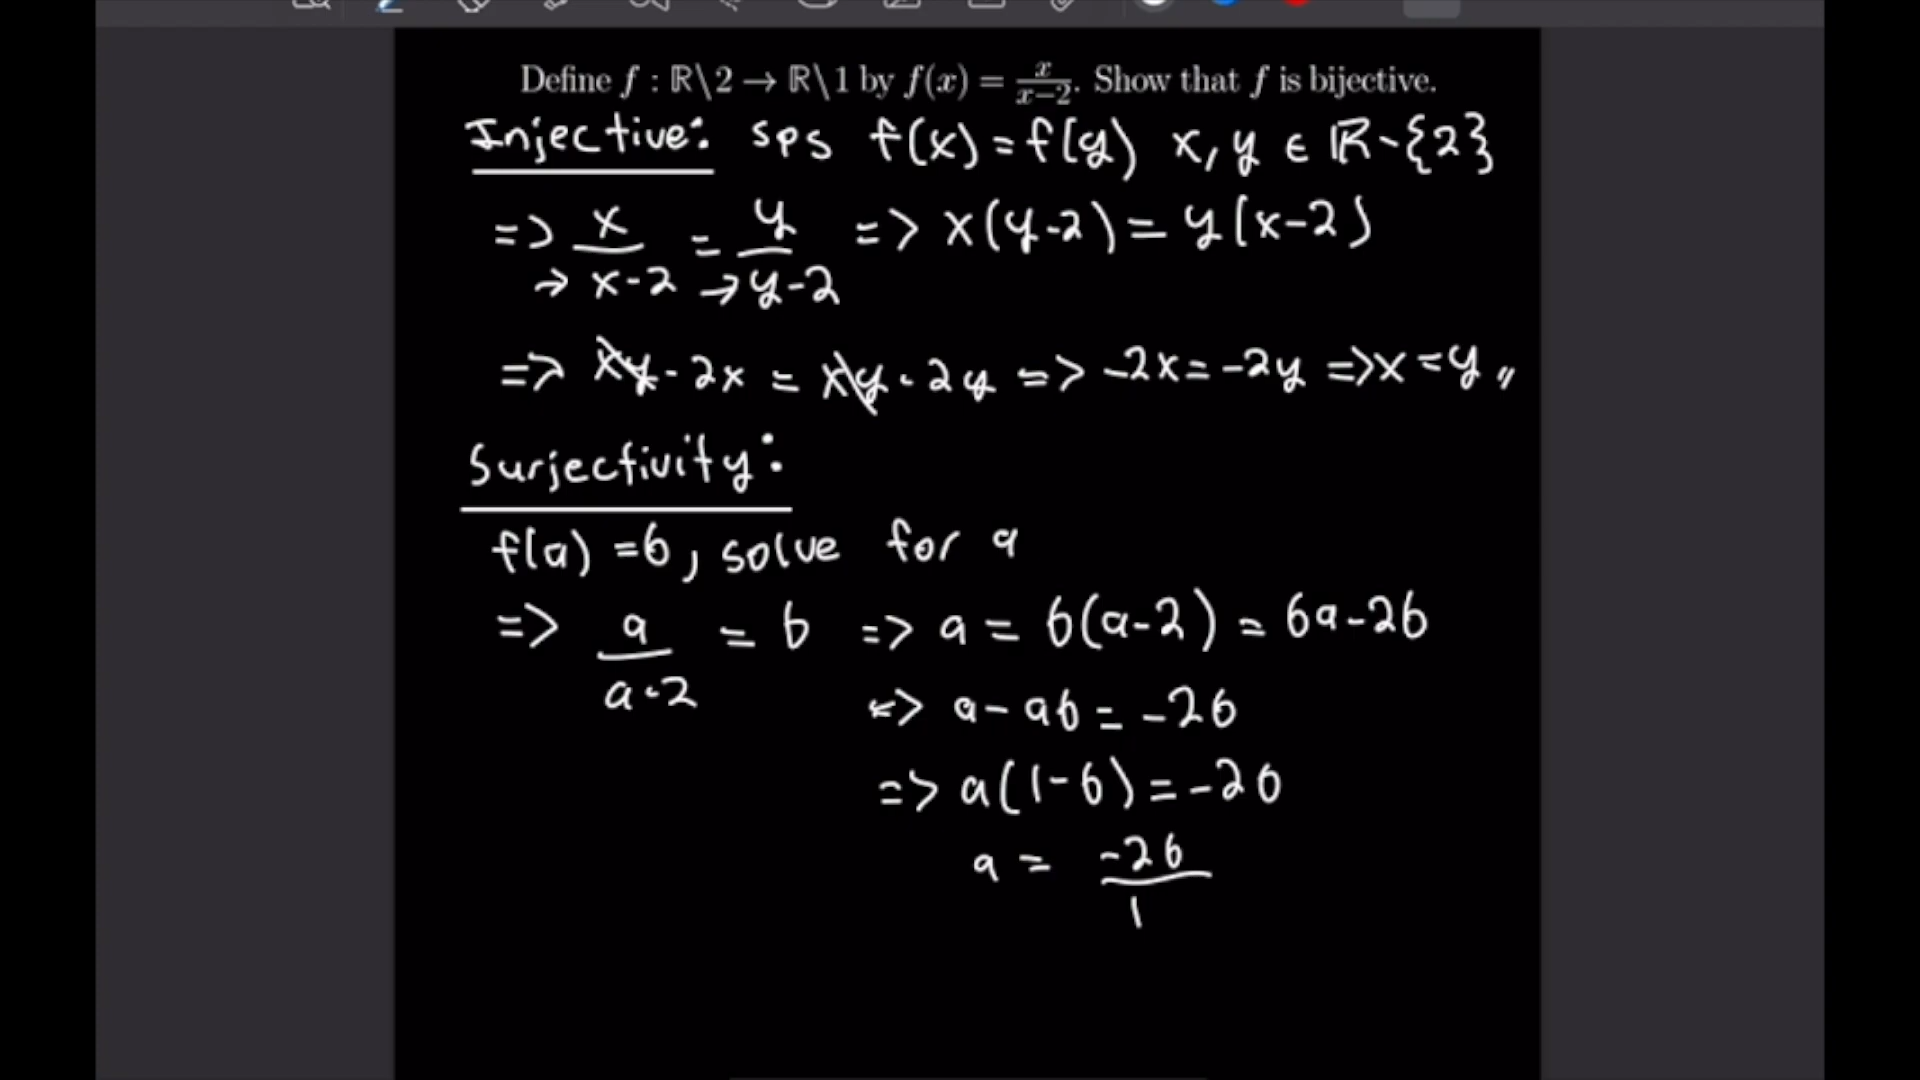 Define f : ℝ\2 → ℝ\1 by f(x) = x/(x−2). Show that f is bijective.
Injective: sps f(x) = f(y) x, y ∈ ℝ-{2}
=> x/(x-2) = y/(y-2) => x(y-2) = y(x-2)
=> xy - 2x = xy - 2y => -2x = -2y => x = y //
Surjectivity:
f(a) = b, solve for a
=> a/(a-2) = b => a = b(a-2) = ba-2b
<=> a - ab = -2b
=> a(1-b) = -2b
a = -2b/1